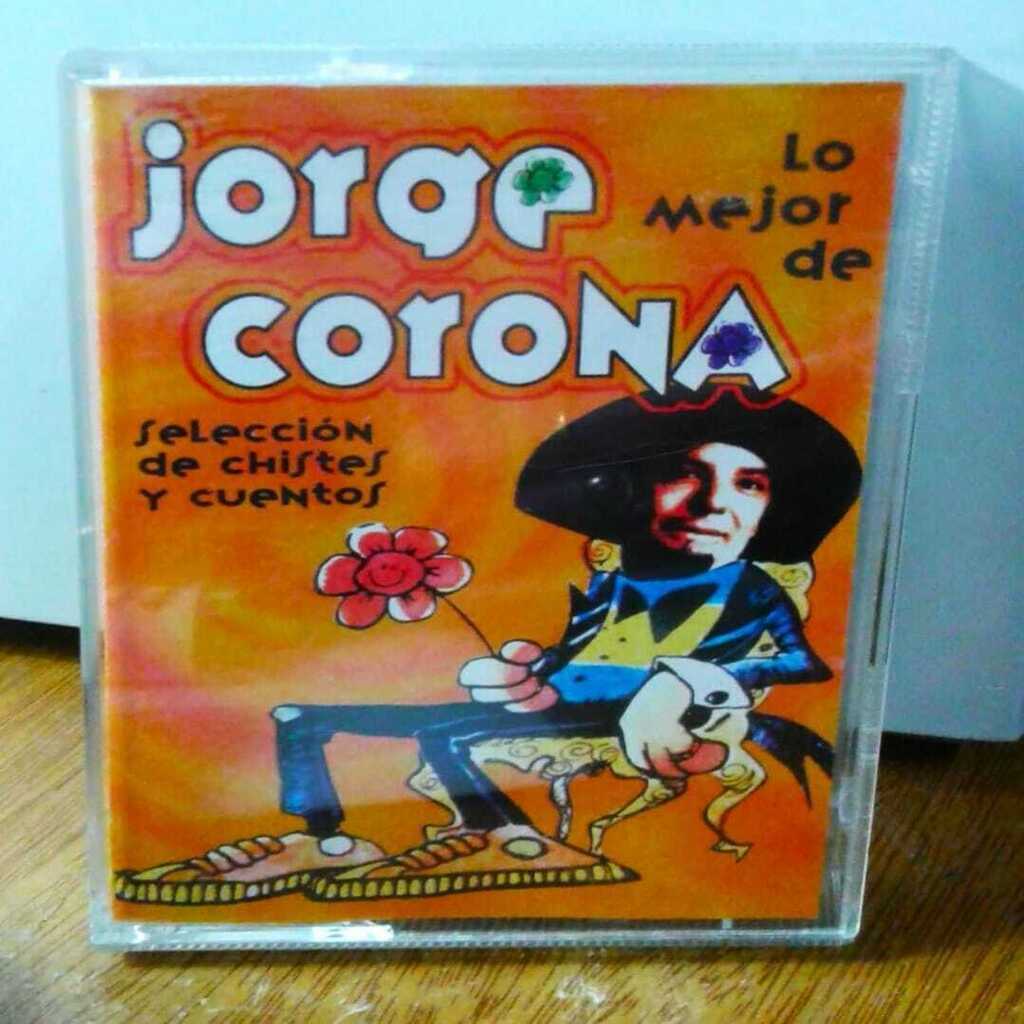 jorge
CORONA
Lo
mejor
de
selección
de chistes
y cuentos